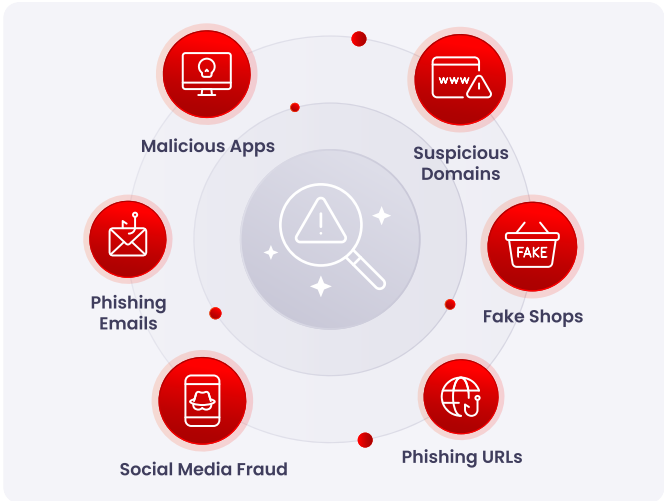 Malicious Apps
www
Suspicious
Domains
Phishing
Emails
FAKE
Fake Shops
Social Media Fraud
Phishing URLs